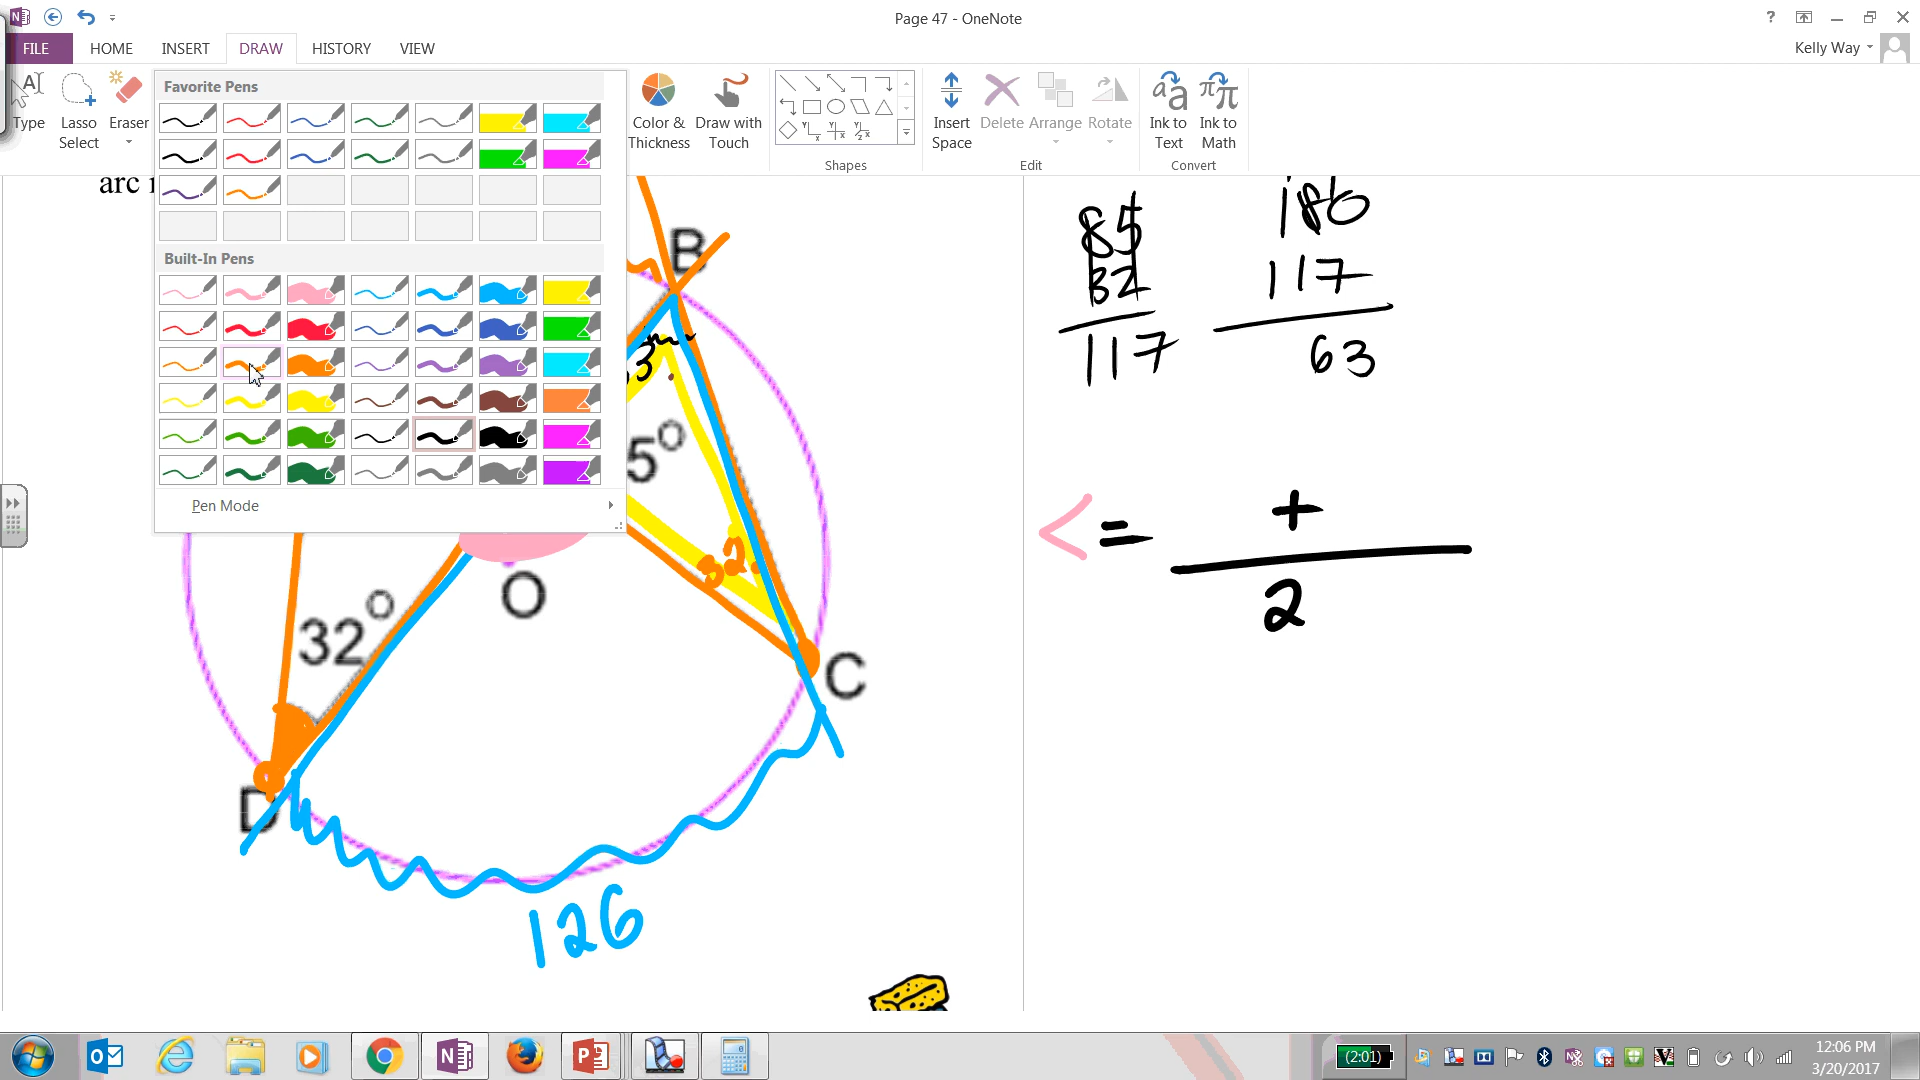 Page 47 - OneNote
?
FILE
HOME
INSERT
DRAW
HISTORY
VIEW
Kelly Way
Type
Lasso Select
Eraser
Favorite Pens
Built-In Pens
Pen Mode
Color & Thickness
Draw with Touch
Shapes
Insert Space
Delete
Arrange
Rotate
Edit
Ink to Text
Ink to Math
Convert
arc
B
3
5°
32
O
32°
C
D
126
85
32
117
180
117
63
< = +
2
(2:01)
12:06 PM
3/20/2017